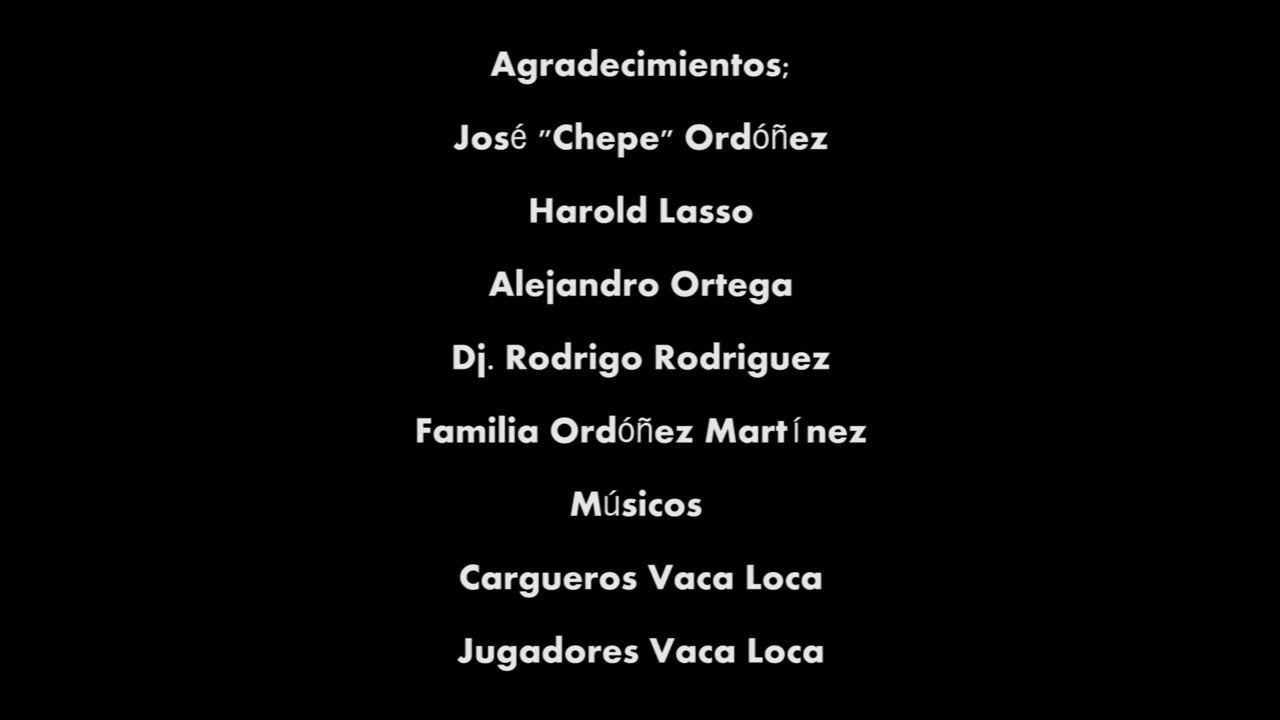 Agradecimientos;
José "Chepe" Ordóñez
Harold Lasso
Alejandro Ortega
Dj. Rodrigo Rodriguez
Familia Ordóñez Martínez
Músicos
Cargueros Vaca Loca
Jugadores Vaca Loca